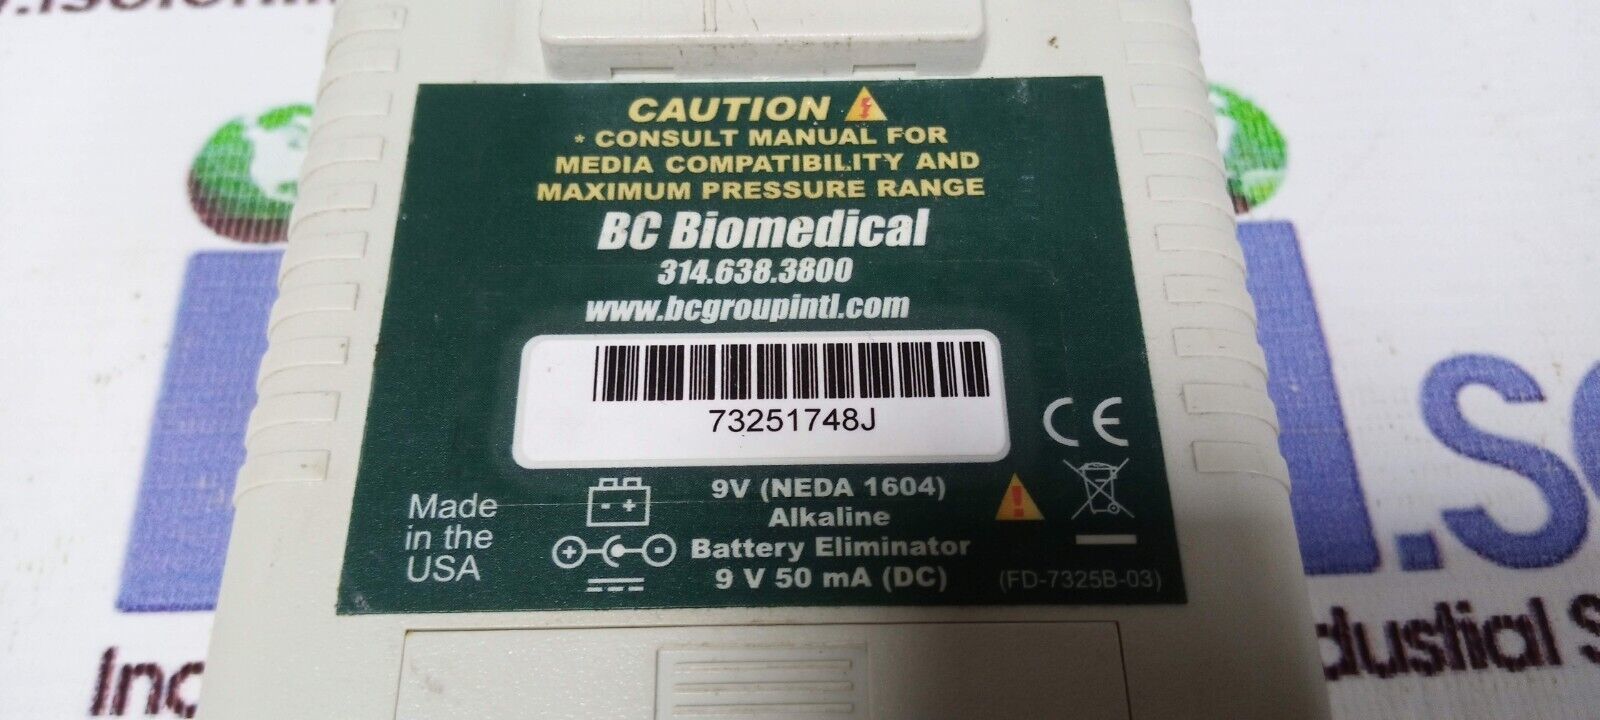 CAUTION
* CONSULT MANUAL FOR
MEDIA COMPATIBILITY AND
MAXIMUM PRESSURE RANGE
BC Biomedical
314.638.3800
www.bcgroupintl.com
73251748J
CE
Made
in the
USA
9V (NEDA 1604)
Alkaline
Battery Eliminator
9 V 50 mA (DC)
(FD-7325B-03)